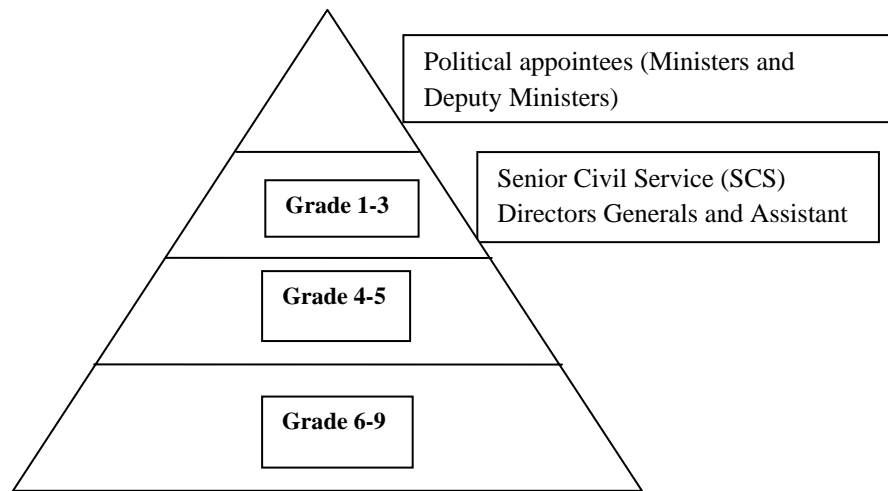 Political appointees (Ministers and
Deputy Ministers)
Senior Civil Service (SCS)
Directors Generals and Assistant
Grade 1-3
Grade 4-5
Grade 6-9